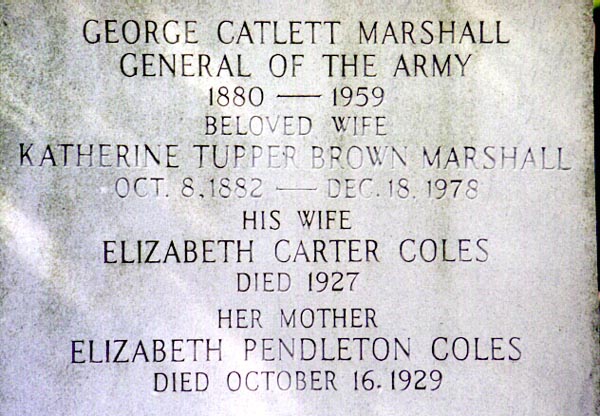 GEORGE CATLETT MARSHALL
GENERAL OF THE ARMY
1880 — 1959
BELOVED WIFE
KATHERINE TUPPER BROWN MARSHALL
OCT. 8, 1882 — DEC. 18, 1978
HIS WIFE
ELIZABETH CARTER COLES
DIED 1927
HER MOTHER
ELIZABETH PENDLETON COLES
DIED OCTOBER 16, 1929